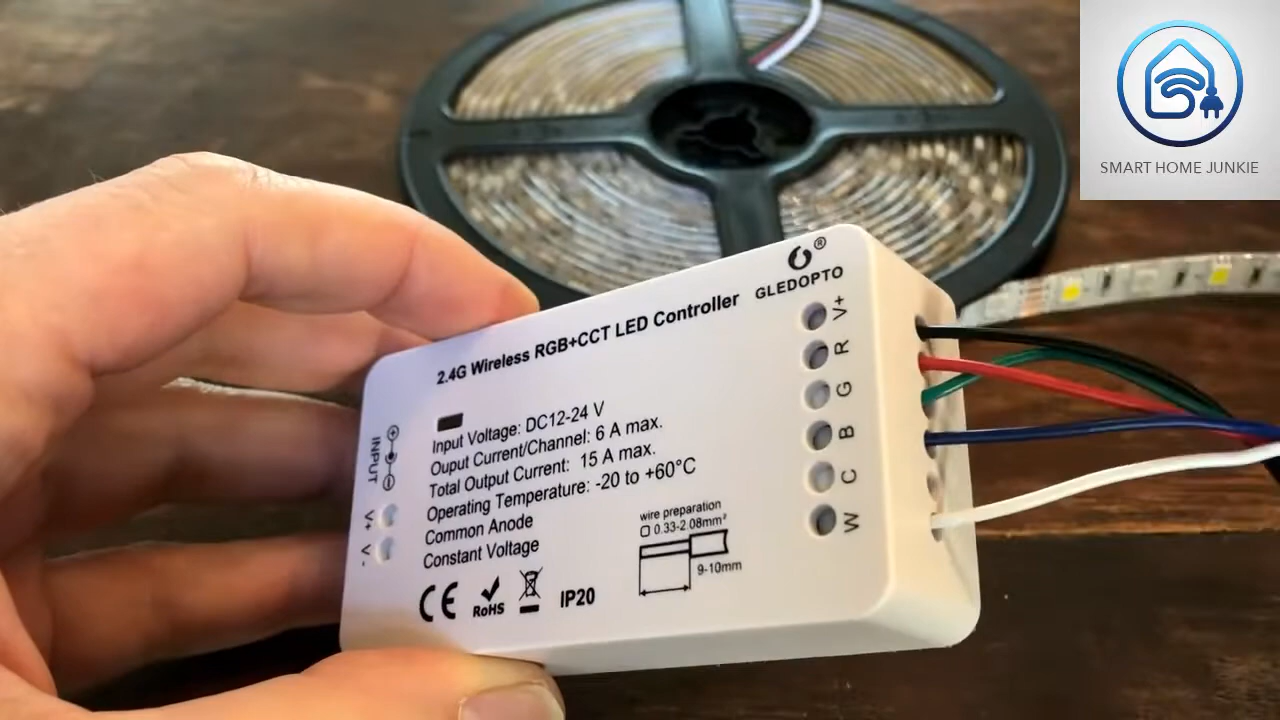 SMART HOME JUNKIE
GLEDOPTO
®
2.4G Wireless RGB+CCT LED Controller
Input Voltage: DC12-24 V
Ouput Current/Channel: 6 A max.
Total Output Current: 15 A max.
Operating Temperature: -20 to +60°C
Common Anode
Constant Voltage
CE
RoHS
IP20
wire preparation
0.33-2.08mm²
9-10mm
INPUT
V+
V -
V+
R
G
B
C
W